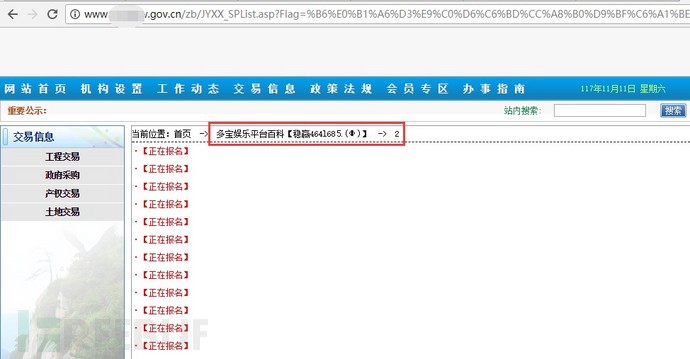 www.w.gov.cn/zb/JYXX_SPList.asp?Flag=%B6%E0%B1%A6%D3%E9%C0%D6%C6%BD%CC%A8%B0%D9%BF%C6%A1%BE
网站首页 机构设置 工作动态 交易信息 政策法规 会员专区 办事指南 117年11月11日 星期六
重要公示： 站内搜索： 搜索
交易信息
工程交易
政府采购
产权交易
土地交易
当前位置：首页 -> 多宝娱乐平台百科【稳赢4641685.(Φ)】 -> 2
·【正在报名】
·【正在报名】
·【正在报名】
·【正在报名】
·【正在报名】
·【正在报名】
·【正在报名】
·【正在报名】
·【正在报名】
·【正在报名】
·【正在报名】
·【正在报名】
REEBUF